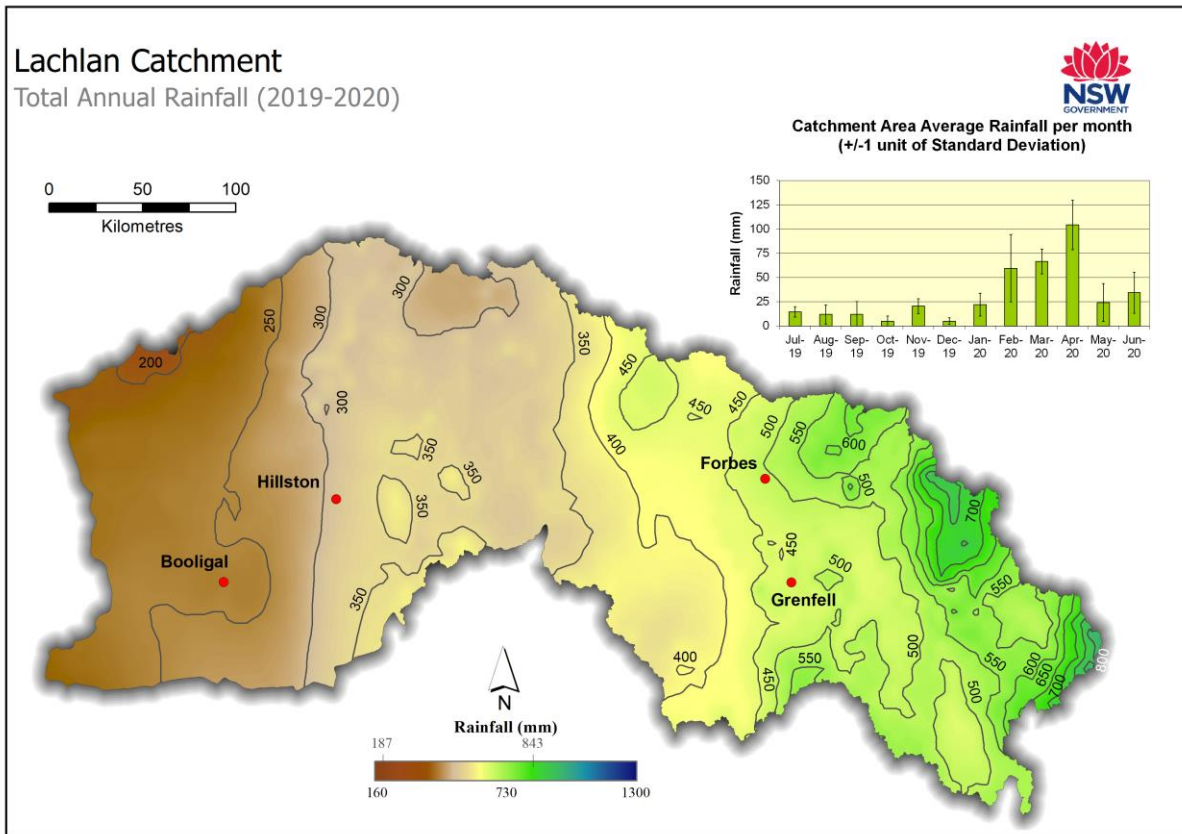 Lachlan Catchment
Total Annual Rainfall (2019-2020)
NSW
GOVERNMENT
Catchment Area Average Rainfall per month
(+/-1 unit of Standard Deviation)
Rainfall (mm)
150
125
100
75
50
25
0
Jul-19 Aug-19 Sep-19 Oct-19 Nov-19 Dec-19 Jan-20 Feb-20 Mar-20 Apr-20 May-20 Jun-20
0 50 100
Kilometres
250
300
300
350
200
450
300
450
450
500
550
600
400
350
Forbes
Hillston
350
500
350
700
450
Booligal
500
550
Grenfell
350
400
550
500
550
600
650
700
800
450
500
N
Rainfall (mm)
187 843
160 730 1300